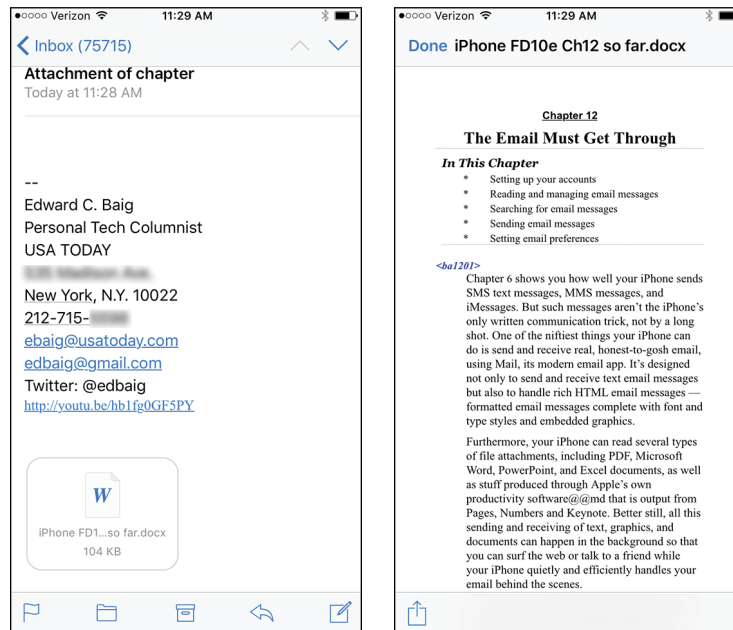 ●●○○○ Verizon 11:29 AM
Inbox (75715)
Attachment of chapter
Today at 11:28 AM
--
Edward C. Baig
Personal Tech Columnist
USA TODAY
New York, N.Y. 10022
212-715-
ebaig@usatoday.com
edbaig@gmail.com
Twitter: @edbaig
http://youtu.be/hb1fg0GF5PY
W
iPhone FD1...so far.docx
104 KB
●○○○○ Verizon 11:29 AM
Done iPhone FD10e Ch12 so far.docx
Chapter 12
The Email Must Get Through
In This Chapter
* Setting up your accounts
* Reading and managing email messages
* Searching for email messages
* Sending email messages
* Setting email preferences
<ba1201>
Chapter 6 shows you how well your iPhone sends
SMS text messages, MMS messages, and
iMessages. But such messages aren't the iPhone's
only written communication trick, not by a long
shot. One of the niftiest things your iPhone can
do is send and receive real, honest-to-gosh email,
using Mail, its modern email app. It's designed
not only to send and receive text email messages
but also to handle rich HTML email messages —
formatted email messages complete with font and
type styles and embedded graphics.
Furthermore, your iPhone can read several types
of file attachments, including PDF, Microsoft
Word, PowerPoint, and Excel documents, as well
as stuff produced through Apple's own
productivity software@@md that is output from
Pages, Numbers and Keynote. Better still, all this
sending and receiving of text, graphics, and
documents can happen in the background so that
you can surf the web or talk to a friend while
your iPhone quietly and efficiently handles your
email behind the scenes.